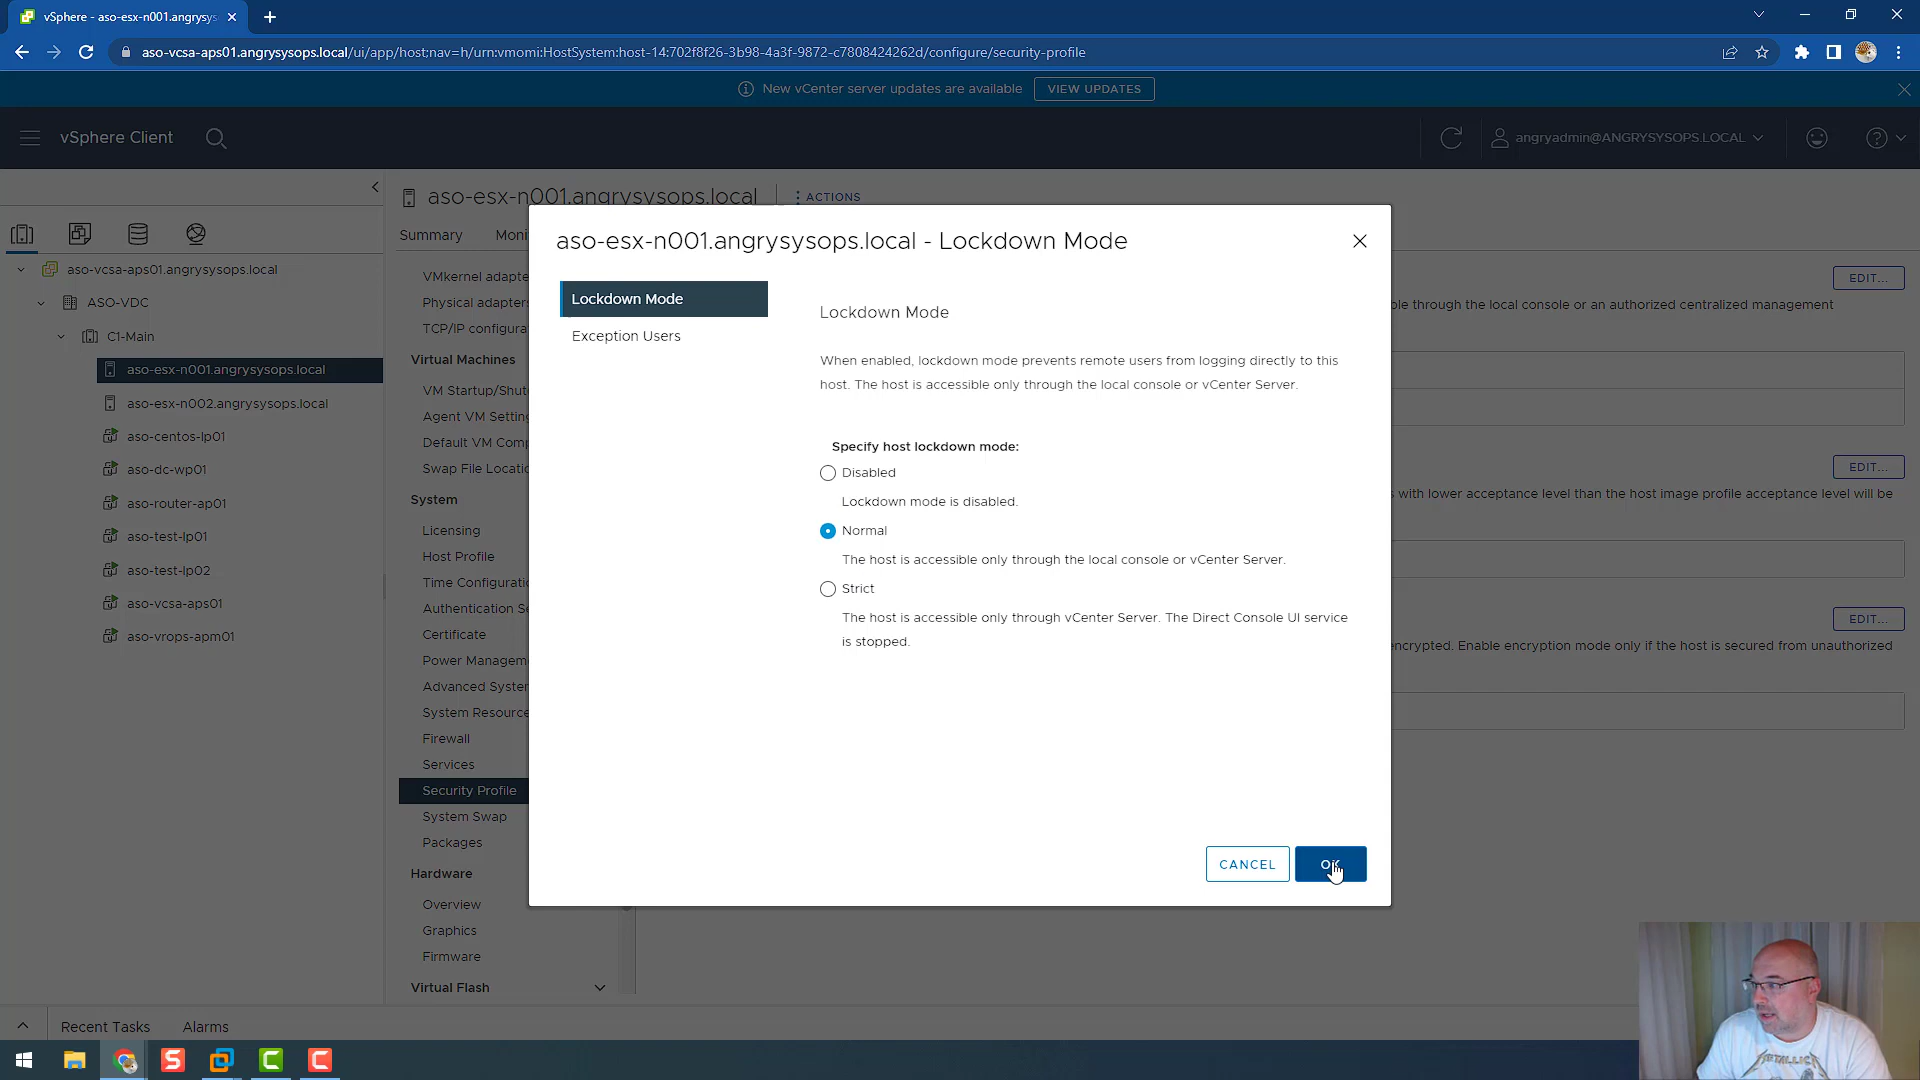 vSphere - aso-esx-n001.angrysys
aso-vcsa-aps01.angrysysops.local/ui/app/host;nav=h/urn:vmomi:HostSystem:host-14:702f8f26-3b98-4a3f-9872-c7808424262d/configure/security-profile
New vCenter server updates are available
VIEW UPDATES
vSphere Client
angryadmin@ANGRYSYSOPS.LOCAL
aso-esx-n001.angrysysops.local
ACTIONS
Summary
Moni
aso-vcsa-aps01.angrysysops.local
ASO-VDC
C1-Main
aso-esx-n001.angrysysops.local
aso-esx-n002.angrysysops.local
aso-centos-lp01
aso-dc-wp01
aso-router-ap01
aso-test-lp01
aso-test-lp02
aso-vcsa-aps01
aso-vrops-apm01
VMkernel adapte
Physical adapters
TCP/IP configura
Virtual Machines
VM Startup/Shut
Agent VM Setting
Default VM Comp
Swap File Locatio
System
Licensing
Host Profile
Time Configurati
Authentication Se
Certificate
Power Managem
Advanced System
System Resource
Firewall
Services
Security Profile
System Swap
Packages
Hardware
Overview
Graphics
Firmware
Virtual Flash
aso-esx-n001.angrysysops.local - Lockdown Mode
Lockdown Mode
Exception Users
Lockdown Mode
When enabled, lockdown mode prevents remote users from logging directly to this
host. The host is accessible only through the local console or vCenter Server.
Specify host lockdown mode:
Disabled
Lockdown mode is disabled.
Normal
The host is accessible only through the local console or vCenter Server.
Strict
The host is accessible only through vCenter Server. The Direct Console UI service
is stopped.
CANCEL
OK
EDIT...
ble through the local console or an authorized centralized management
EDIT...
with lower acceptance level than the host image profile acceptance level will be
EDIT...
ncrypted. Enable encryption mode only if the host is secured from unauthorized
Recent Tasks
Alarms
METALLICA